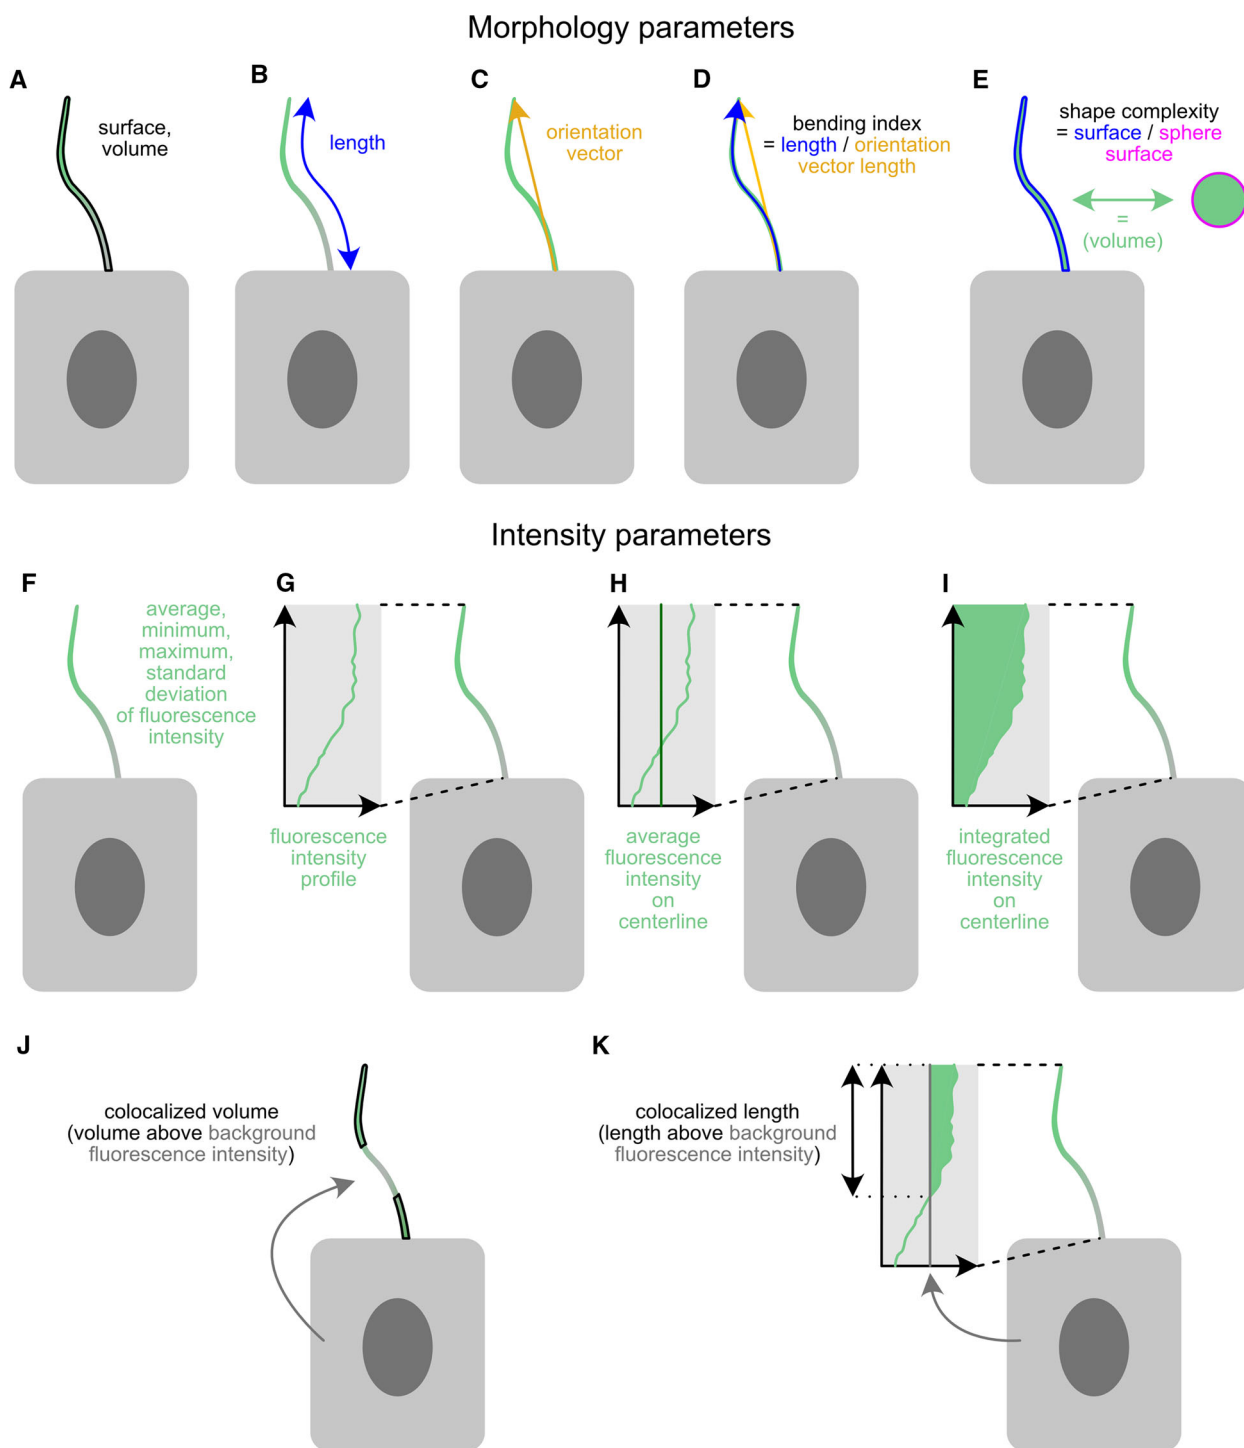 Morphology parameters
A
surface,
volume
B
length
C
orientation
vector
D
bending index
= length / orientation
vector length
E
shape complexity
= surface / sphere
surface
=
(volume)
Intensity parameters
F
average,
minimum,
maximum,
standard
deviation
of fluorescence
intensity
G
fluorescence
intensity
profile
H
average
fluorescence
intensity
on
centerline
I
integrated
fluorescence
intensity
on
centerline
J
colocalized volume
(volume above background
fluorescence intensity)
K
colocalized length
(length above background
fluorescence intensity)